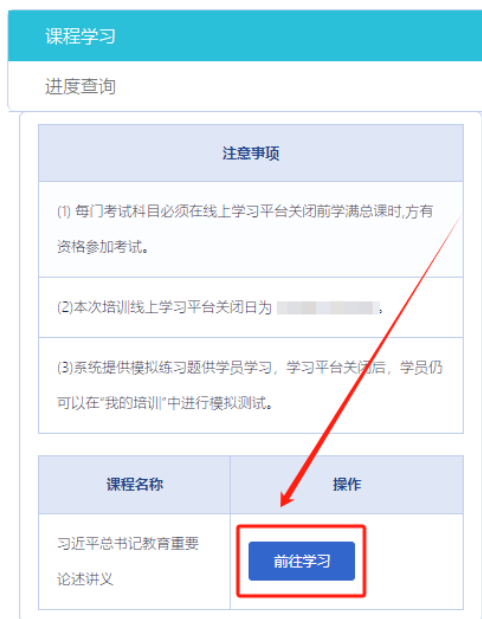 课程学习
进度查询
注意事项
(1) 每门考试科目必须在线上学习平台关闭前学满总课时,方有
资格参加考试。
(2)本次培训线上学习平台关闭日为 。
(3)系统提供模拟练习题供学员学习，学习平台关闭后，学员仍
可以在“我的培训”中进行模拟测试。
课程名称 操作
习近平总书记教育重要
论述讲义
前往学习